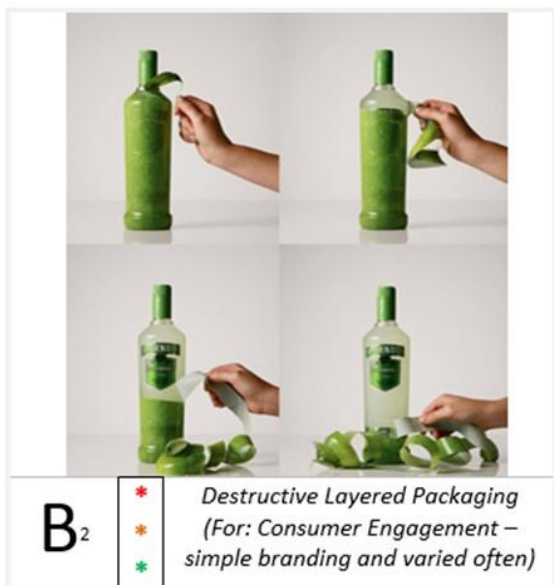 B2
*
*
*
Destructive Layered Packaging
(For: Consumer Engagement –
simple branding and varied often)